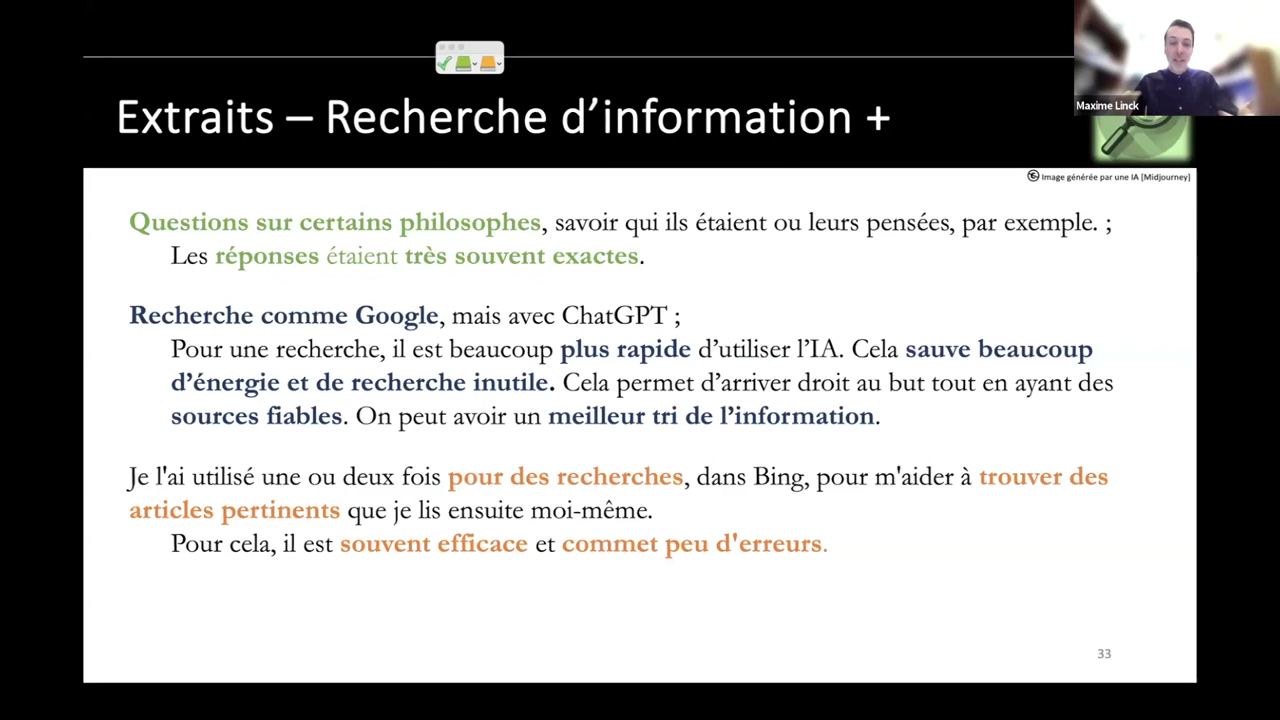 Maxime Linck
Extraits – Recherche d’information +
Image générée par une IA [Midjourney]
Questions sur certains philosophes, savoir qui ils étaient ou leurs pensées, par exemple. ;
Les réponses étaient très souvent exactes.
Recherche comme Google, mais avec ChatGPT ;
Pour une recherche, il est beaucoup plus rapide d’utiliser l’IA. Cela sauve beaucoup
d’énergie et de recherche inutile. Cela permet d’arriver droit au but tout en ayant des
sources fiables. On peut avoir un meilleur tri de l’information.
Je l'ai utilisé une ou deux fois pour des recherches, dans Bing, pour m'aider à trouver des
articles pertinents que je lis ensuite moi-même.
Pour cela, il est souvent efficace et commet peu d'erreurs.
33